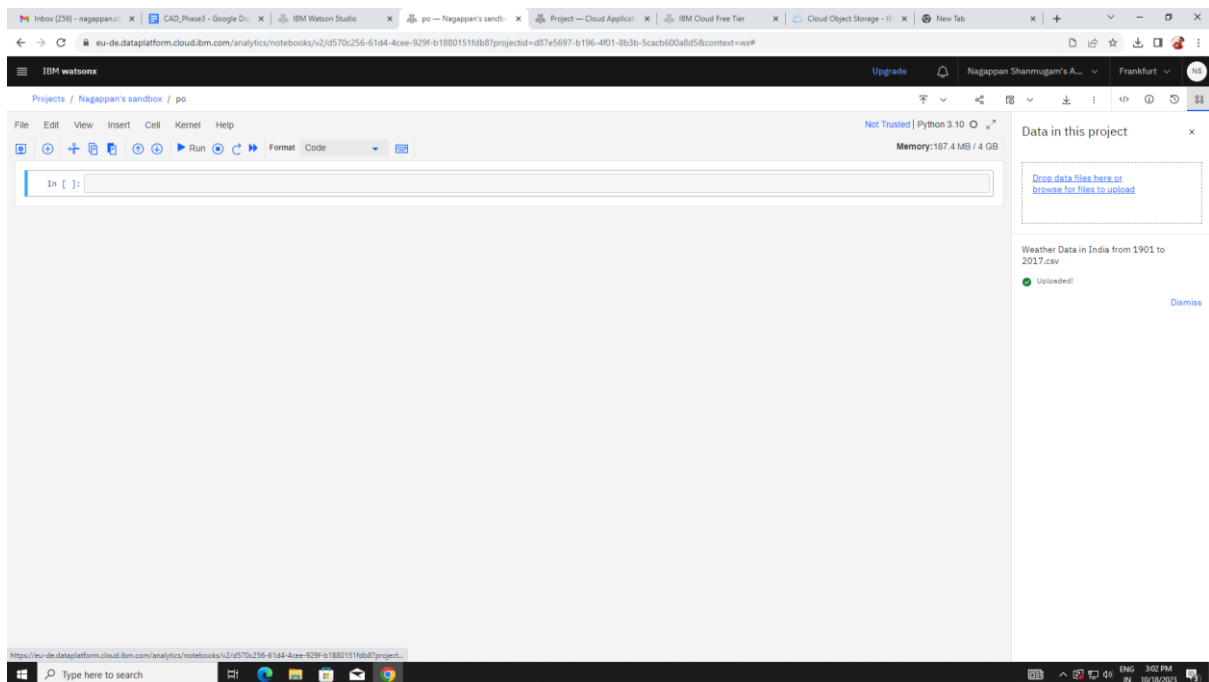 Inbox (256) - nagappan.s
CAD_Phase3 - Google Do
IBM Watson Studio
po — Nagappan's sandb
Project — Cloud Applicati
IBM Cloud Free Tier
Cloud Object Storage - II
New Tab
eu-de.dataplatform.cloud.ibm.com/analytics/notebooks/v2/d570c256-61d4-4cee-929f-b1880151fdb8?projectid=d87e5697-b196-4f01-8b3b-5cacb600a8d5&context=wx#
IBM watsonx
Upgrade
Nagappan Shanmugam's A...
Frankfurt
NS
Projects / Nagappan's sandbox / po
File Edit View Insert Cell Kernel Help
Not Trusted | Python 3.10
Run
Format Code
Memory:187.4 MB / 4 GB
In [ ]:
Data in this project
Drop data files here or
browse for files to upload
Weather Data in India from 1901 to
2017.csv
Uploaded!
Dismiss
https://eu-de.dataplatform.cloud.ibm.com/analytics/notebooks/v2/d570c256-61d4-4cee-929f-b1880151fdb8?project...
Type here to search
ENG 3:02 PM
IN 10/18/2023